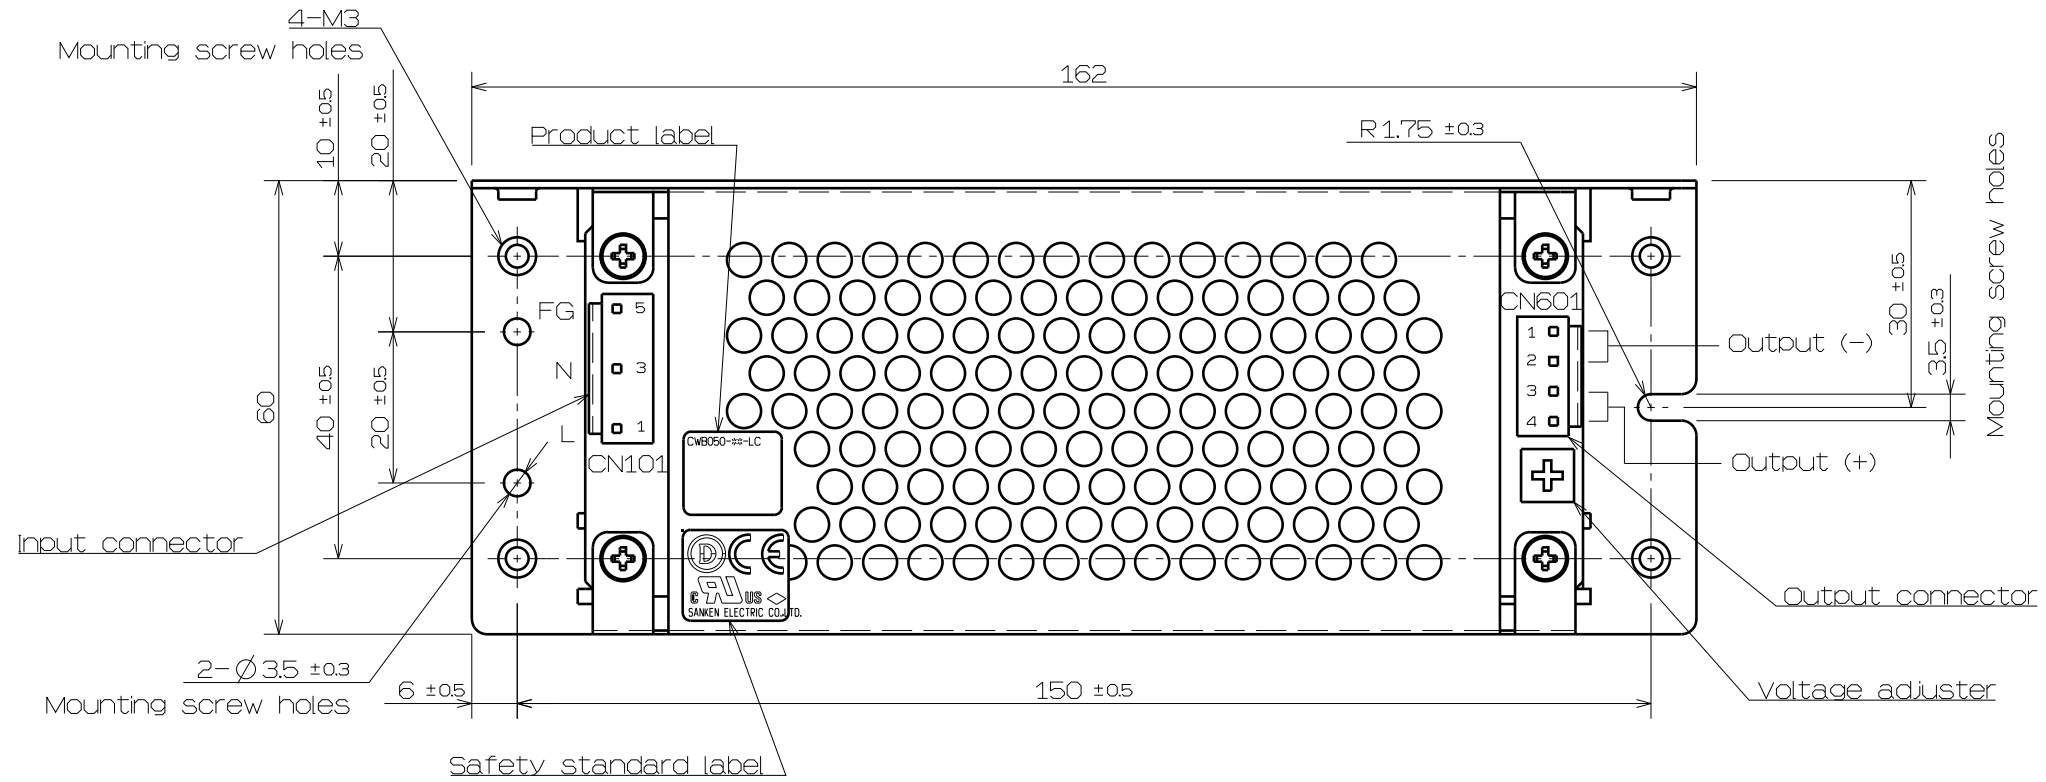 4-M3
Mounting screw holes
162
10 ±0.5
20 ±0.5
Product label
R1.75 ±0.3
Mounting screw holes
FG
5
CN601
30 ±0.5
3.5 ±0.3
1
Output (-)
2
N
3
3
60
40 ±0.5
20 ±0.5
4
L
1
CWB050-**-LC
CN101
Output (+)
Input connector
D
CE
C
RU
US
SANKEN ELECTRIC CO.,LTD.
Output connector
2-Ø3.5 ±0.3
Mounting screw holes
6 ±0.5
150 ±0.5
Voltage adjuster
Safety standard label